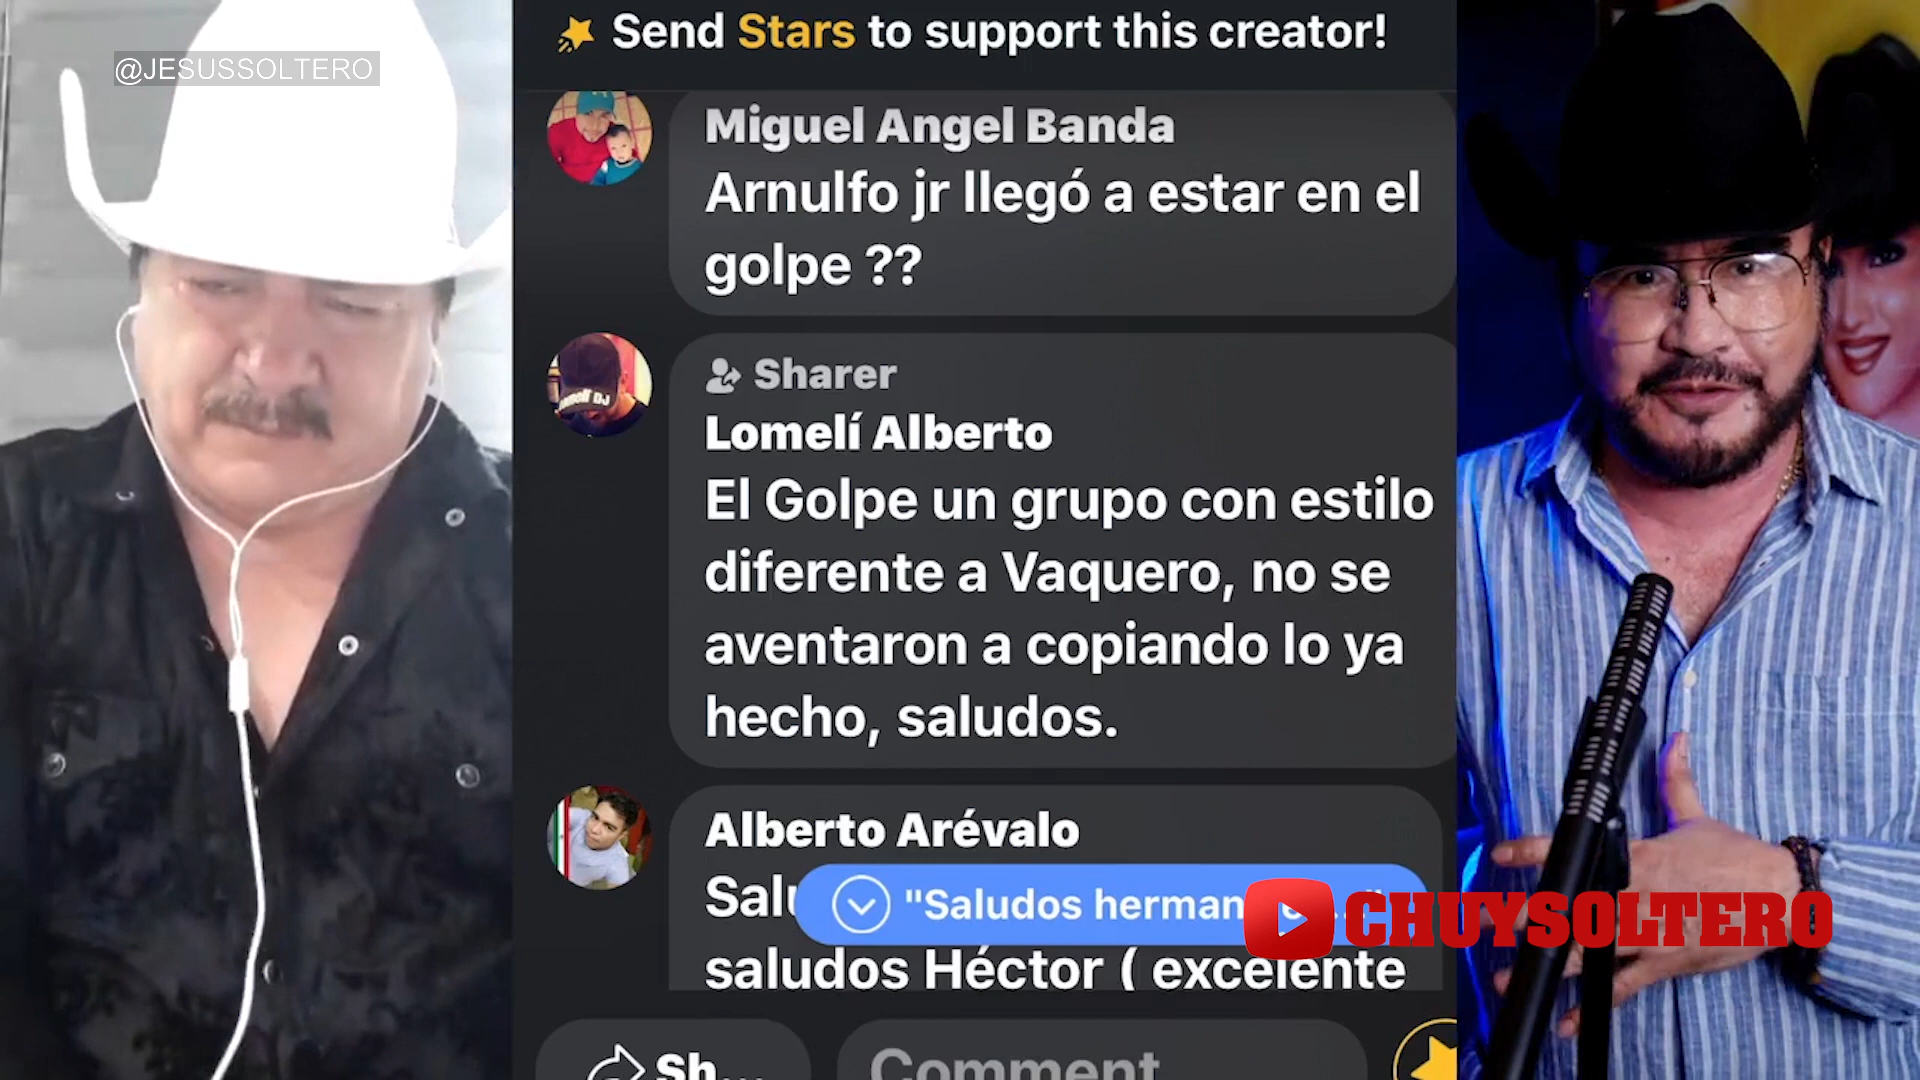 @JESUSSOLTERO
Send Stars to support this creator!
Miguel Angel Banda
Arnulfo jr llegó a estar en el
golpe ??
Sharer
Lomelí Alberto
El Golpe un grupo con estilo
diferente a Vaquero, no se
aventaron a copiando lo ya
hecho, saludos.
Alberto Arévalo
"Saludos herman
CHUYSOLTERO
saludos Héctor ( excelente
Sh...
Comment